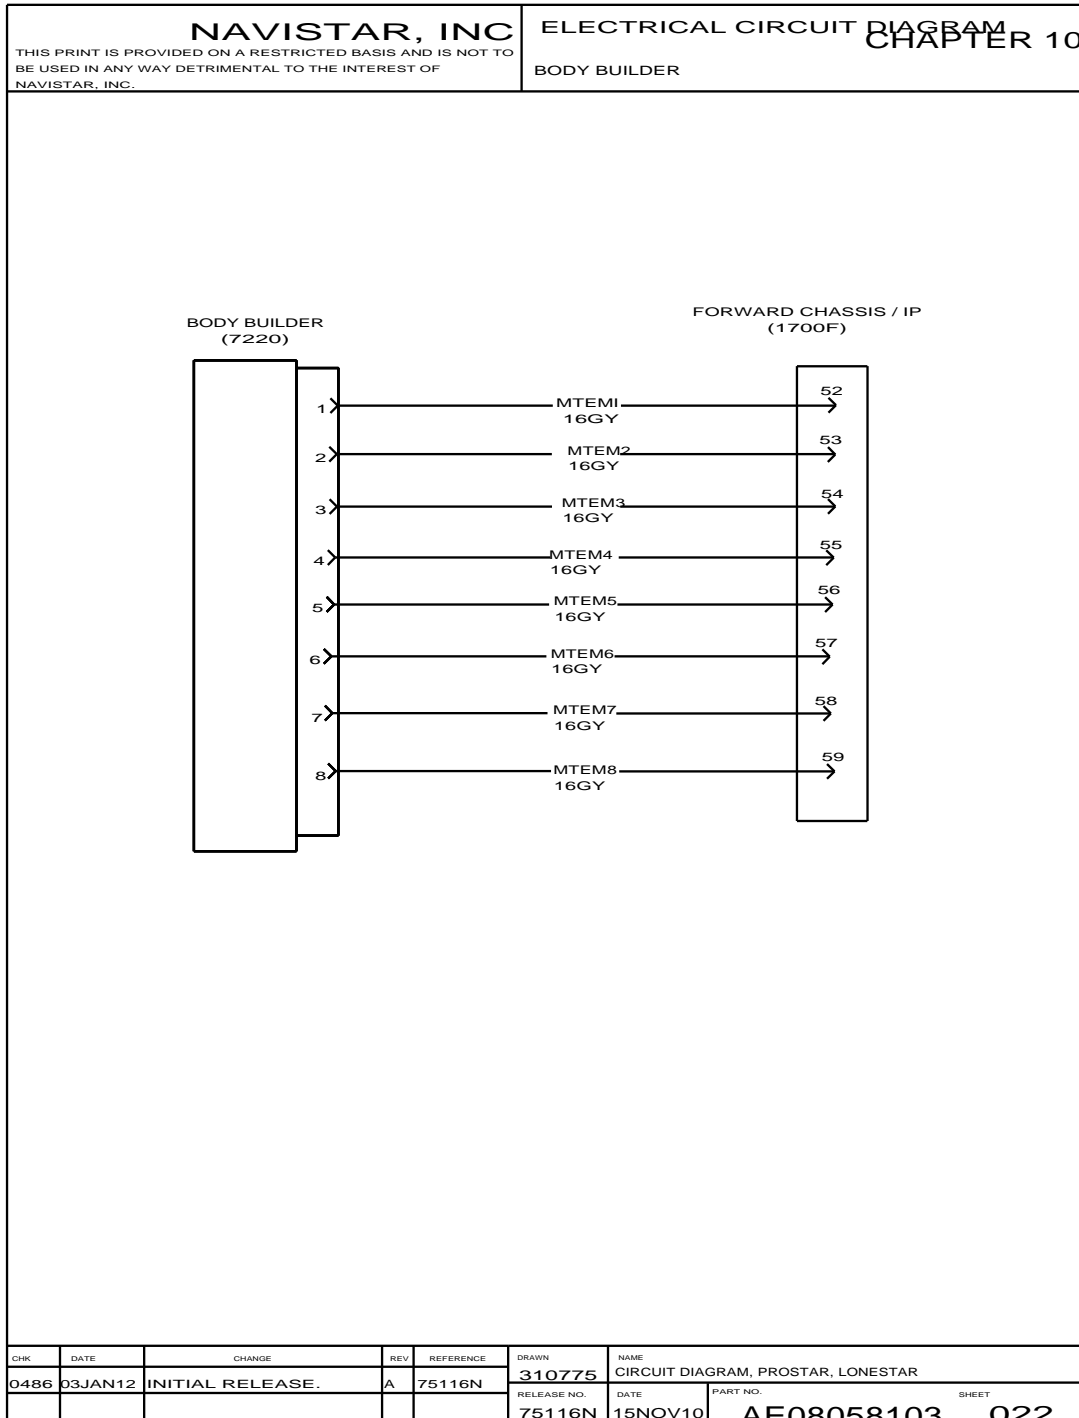 NAVISTAR, INC
THIS PRINT IS PROVIDED ON A RESTRICTED BASIS AND IS NOT TO
BE USED IN ANY WAY DETRIMENTAL TO THE INTEREST OF
NAVISTAR, INC.
ELECTRICAL CIRCUIT DIAGRAM
CHAPTER 10
BODY BUILDER
BODY BUILDER
(7220)
FORWARD CHASSIS / IP
(1700F)
1 MTEM1 52
16GY
2 MTEM2 53
16GY
3 MTEM3 54
16GY
4 MTEM4 55
16GY
5 MTEM5 56
16GY
6 MTEM6 57
16GY
7 MTEM7 58
16GY
8 MTEM8 59
16GY
CHK DATE CHANGE REV REFERENCE
0486 03JAN12 INITIAL RELEASE. A 75116N
DRAWN NAME
310775 CIRCUIT DIAGRAM, PROSTAR, LONESTAR
RELEASE NO. DATE PART NO. SHEET
75116N 15NOV10 AE08058103 022